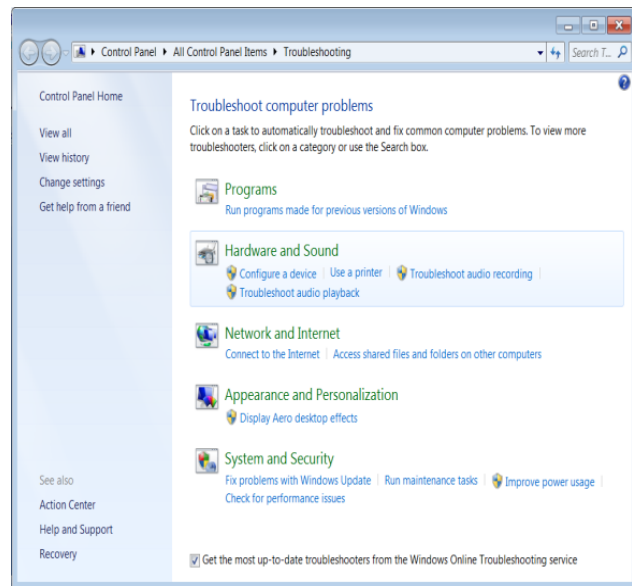 Control Panel ▸ All Control Panel Items ▸ Troubleshooting
Search T...
Control Panel Home
View all
View history
Change settings
Get help from a friend
See also
Action Center
Help and Support
Recovery
Troubleshoot computer problems
Click on a task to automatically troubleshoot and fix common computer problems. To view more
troubleshooters, click on a category or use the Search box.
Programs
Run programs made for previous versions of Windows
Hardware and Sound
Configure a device | Use a printer | Troubleshoot audio recording |
Troubleshoot audio playback
Network and Internet
Connect to the Internet | Access shared files and folders on other computers
Appearance and Personalization
Display Aero desktop effects
System and Security
Fix problems with Windows Update | Run maintenance tasks | Improve power usage |
Check for performance issues
Get the most up-to-date troubleshooters from the Windows Online Troubleshooting service